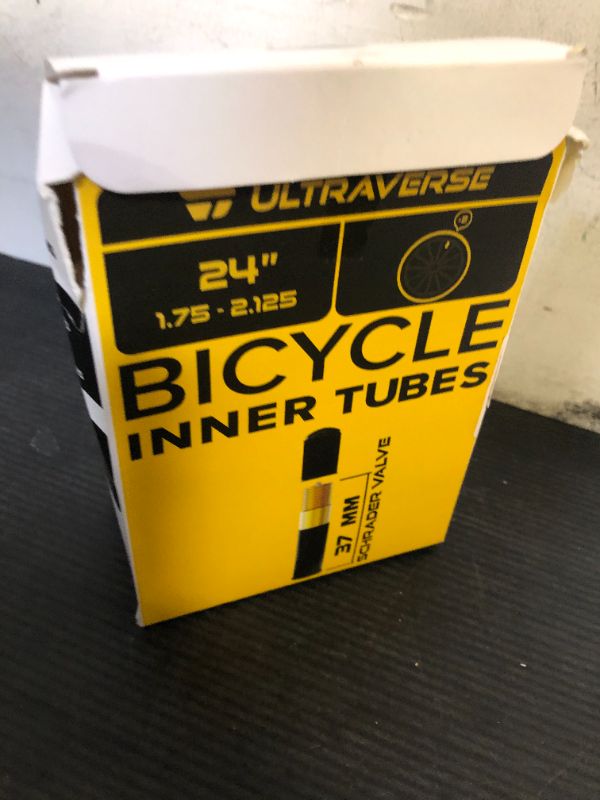 ULTRAVERSE
24"
1.75 - 2.125
BICYCLE
INNER TUBES
37 MM
SCHRADER VALVE